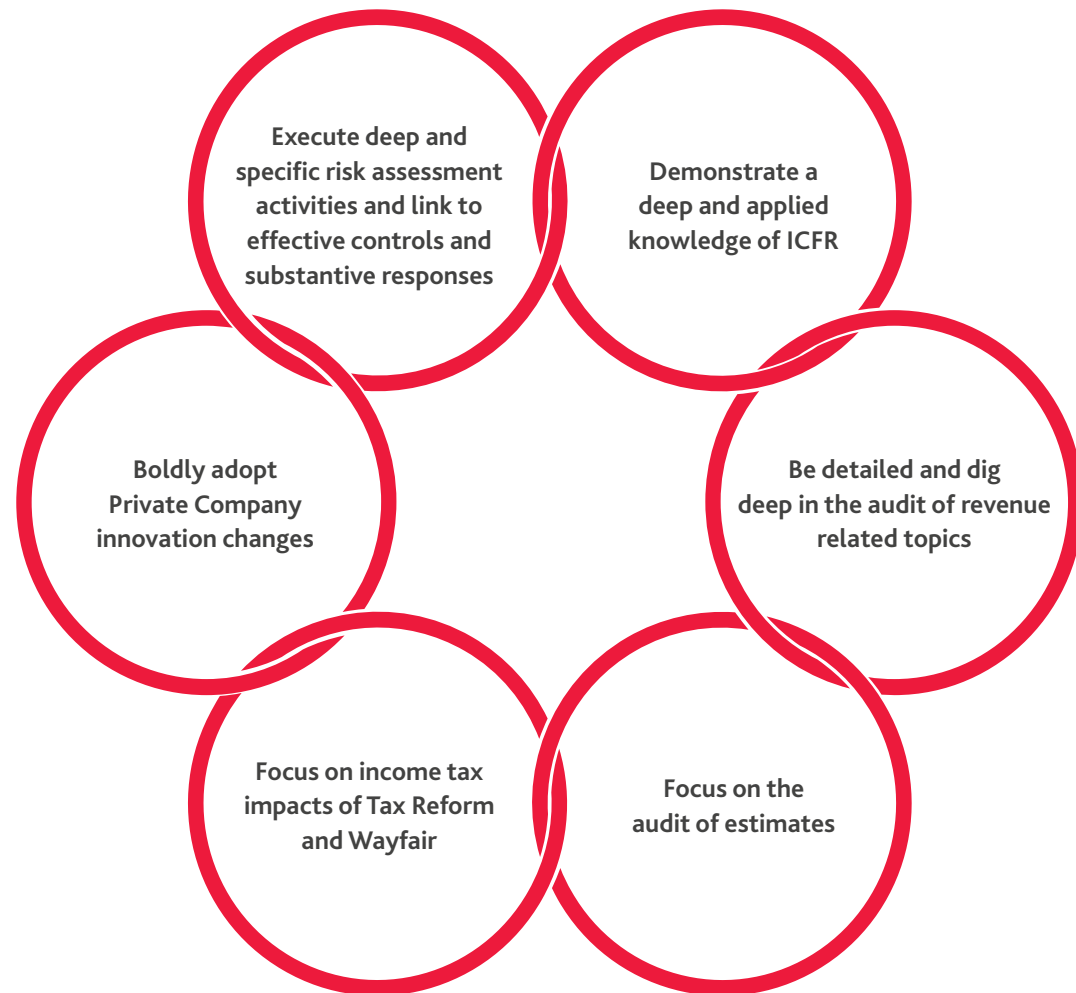 Execute deep and
specific risk assessment
activities and link to
effective controls and
substantive responses
Demonstrate a
deep and applied
knowledge of ICFR
Boldly adopt
Private Company
innovation changes
Be detailed and dig
deep in the audit of revenue
related topics
Focus on income tax
impacts of Tax Reform
and Wayfair
Focus on the
audit of estimates